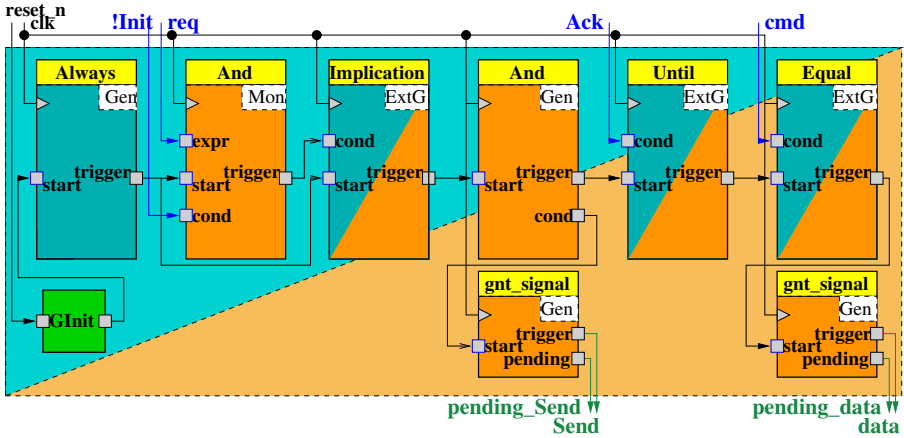 reset_n
clk
!Init req
Ack
cmd
Always
And
Implication
And
Until
Equal
Gen
Mon
ExtG
Gen
ExtG
ExtG
expr
cond
cond
cond
trigger
trigger
trigger
trigger
trigger
trigger
start
start
start
start
start
start
cond
cond
gnt_signal
gnt_signal
GInit
Gen
Gen
trigger
trigger
start
start
pending
pending
pending_Send
pending_data
Send
data